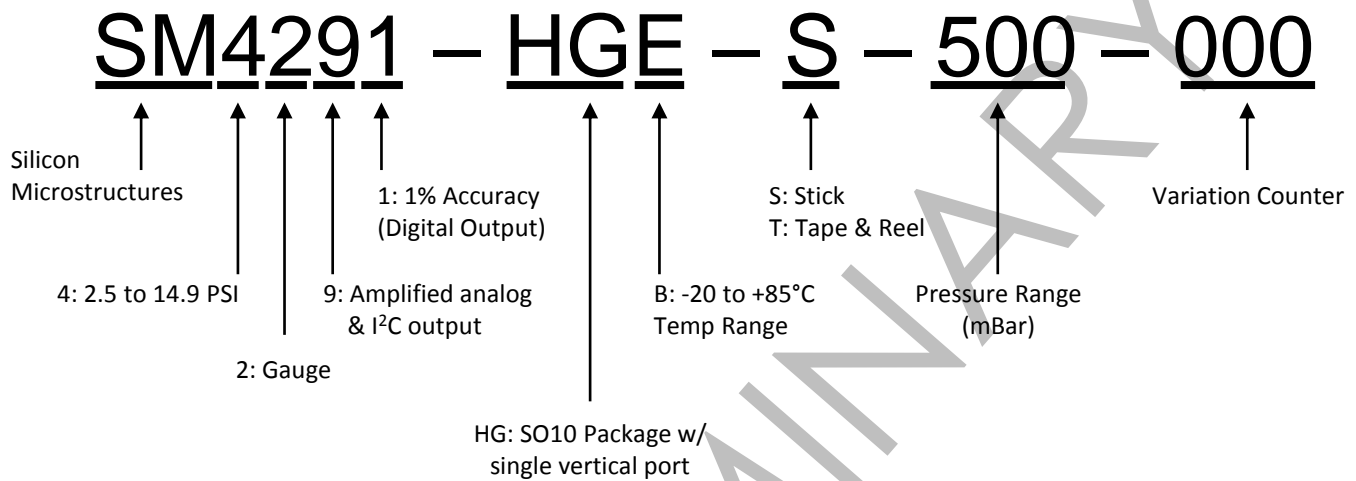 SM4291 – HGE – S – 500 – 000
Silicon
Microstructures
1: 1% Accuracy
(Digital Output)
S: Stick
T: Tape & Reel
Variation Counter
4: 2.5 to 14.9 PSI
9: Amplified analog
& I²C output
B: -20 to +85°C
Temp Range
Pressure Range
(mBar)
2: Gauge
HG: SO10 Package w/
single vertical port
MINARY